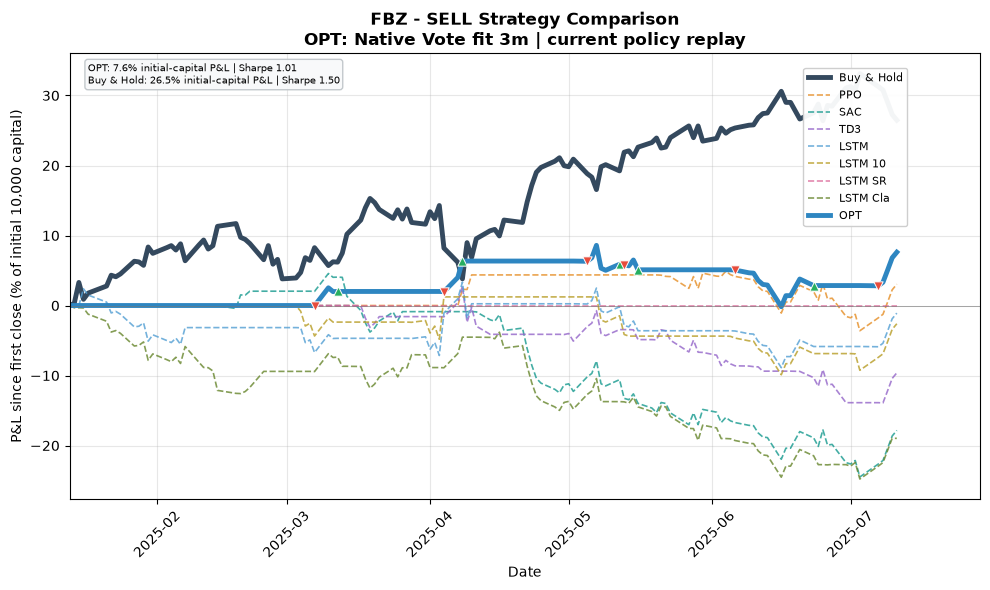 FBZ - SELL Strategy Comparison
OPT: Native Vote fit 3m | current policy replay
OPT: 7.6% initial-capital P&L | Sharpe 1.01
Buy & Hold: 26.5% initial-capital P&L | Sharpe 1.50
Buy & Hold
PPO
SAC
TD3
LSTM
LSTM 10
LSTM SR
LSTM Cla
OPT
P&L since first close (% of initial 10,000 capital)
30
20
10
0
−10
−20
2025-02
2025-03
2025-04
2025-05
2025-06
2025-07
Date